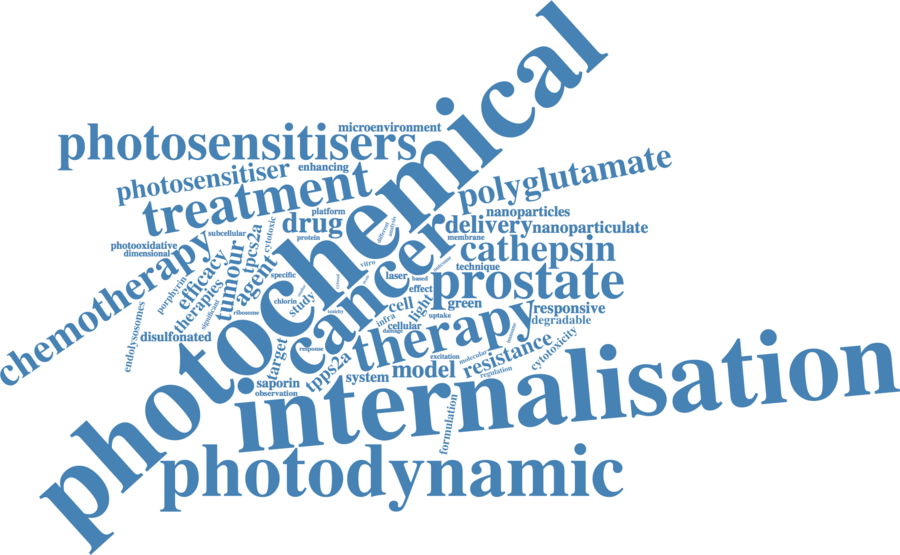 photochemical
photosensitisers
microenvironment
photosensitiser
enhancing
treatment
polyglutamate
platform
drug
protein
nanoparticles
delivery
nanoparticulate
membrane
cathepsin
technique
prostate
subcellular
cytotoxic
photooxidative
dimensional
chemotherapy
tpcs2a
tumour
efficacy
agent
porphyrin
therapies
significant
specific
chlorin
study
ribosome
vitro
laser
based
effect
cancer
cell
light
green
infra
uptake
cellular
damage
responsive
degradable
endolysosomes
disulfonated
therapy
target
response
tpps2a
toxicity
excitation
molecular
resistance
regulation
cytotoxicity
saporin
observation
system
model
internalisation
formulation
photodynamic
different
analysis